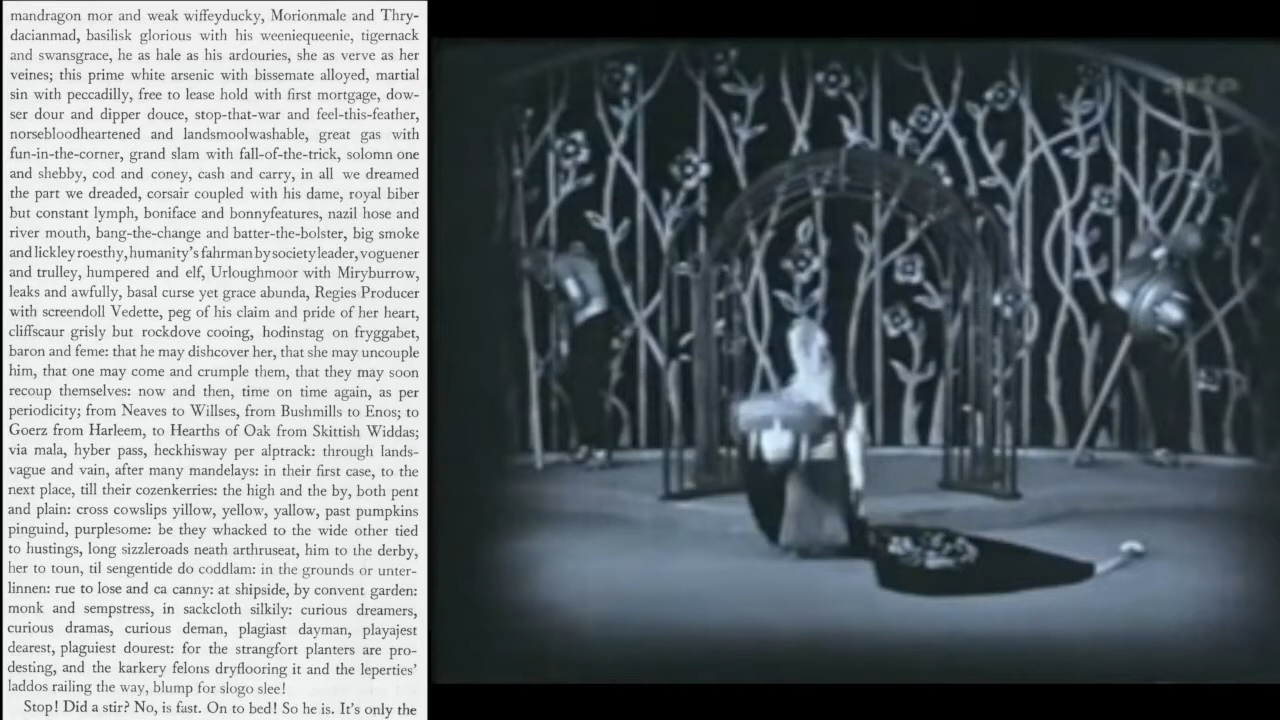 mandragon mor and weak wiffeyducky, Morionmale and Thry-
dacianmad, basilisk glorious with his weeniequeenie, tigernack
and swansgrace, he as hale as his ardouries, she as verve as her
veines; this prime white arsenic with bissemate alloyed, martial
sin with peccadilly, free to lease hold with first mortgage, dow-
ser dour and dipper douce, stop-that-war and feel-this-feather,
norsebloodheartened and landsmoolwashable, great gas with
fun-in-the-corner, grand slam with fall-of-the-trick, solomn one
and shebby, cod and coney, cash and carry, in all we dreamed
the part we dreaded, corsair coupled with his dame, royal biber
but constant lymph, boniface and bonnyfeatures, nazil hose and
river mouth, bang-the-change and batter-the-bolster, big smoke
and lickley roesthy, humanity's fahrman by society leader, voguener
and trulley, humpered and elf, Urloughmoor with Miryburrow,
leaks and awfully, basal curse yet grace abunda, Regies Producer
with screendoll Vedette, peg of his claim and pride of her heart,
cliffscaur grisly but rockdove cooing, hodinstag on fryggabet,
baron and feme: that he may dishcover her, that she may uncouple
him, that one may come and crumple them, that they may soon
recoup themselves: now and then, time on time again, as per
periodicity; from Neaves to Willses, from Bushmills to Enos; to
Goerz from Harleem, to Hearths of Oak from Skittish Widdas;
via mala, hyber pass, heckhisway per alptrack: through lands-
vague and vain, after many mandelays: in their first case, to the
next place, till their cozenkerries: the high and the by, both pent
and plain: cross cowslips yillow, yellow, yallow, past pumpkins
pinguind, purplesome: be they whacked to the wide other tied
to hustings, long sizzleroads neath arthruseat, him to the derby,
her to toun, til sengentide do coddlam: in the grounds or unter-
linnen: rue to lose and ca canny: at shipside, by convent garden:
monk and sempstress, in sackcloth silkily: curious dreamers,
curious dramas, curious deman, plagiast dayman, playajest
dearest, plaguiest dourest: for the strangfort planters are pro-
desting, and the karkery felons dryflooring it and the leperties'
laddos railing the way, blump for slogo slee!
Stop! Did a stir? No, is fast. On to bed! So he is. It's only the
arte